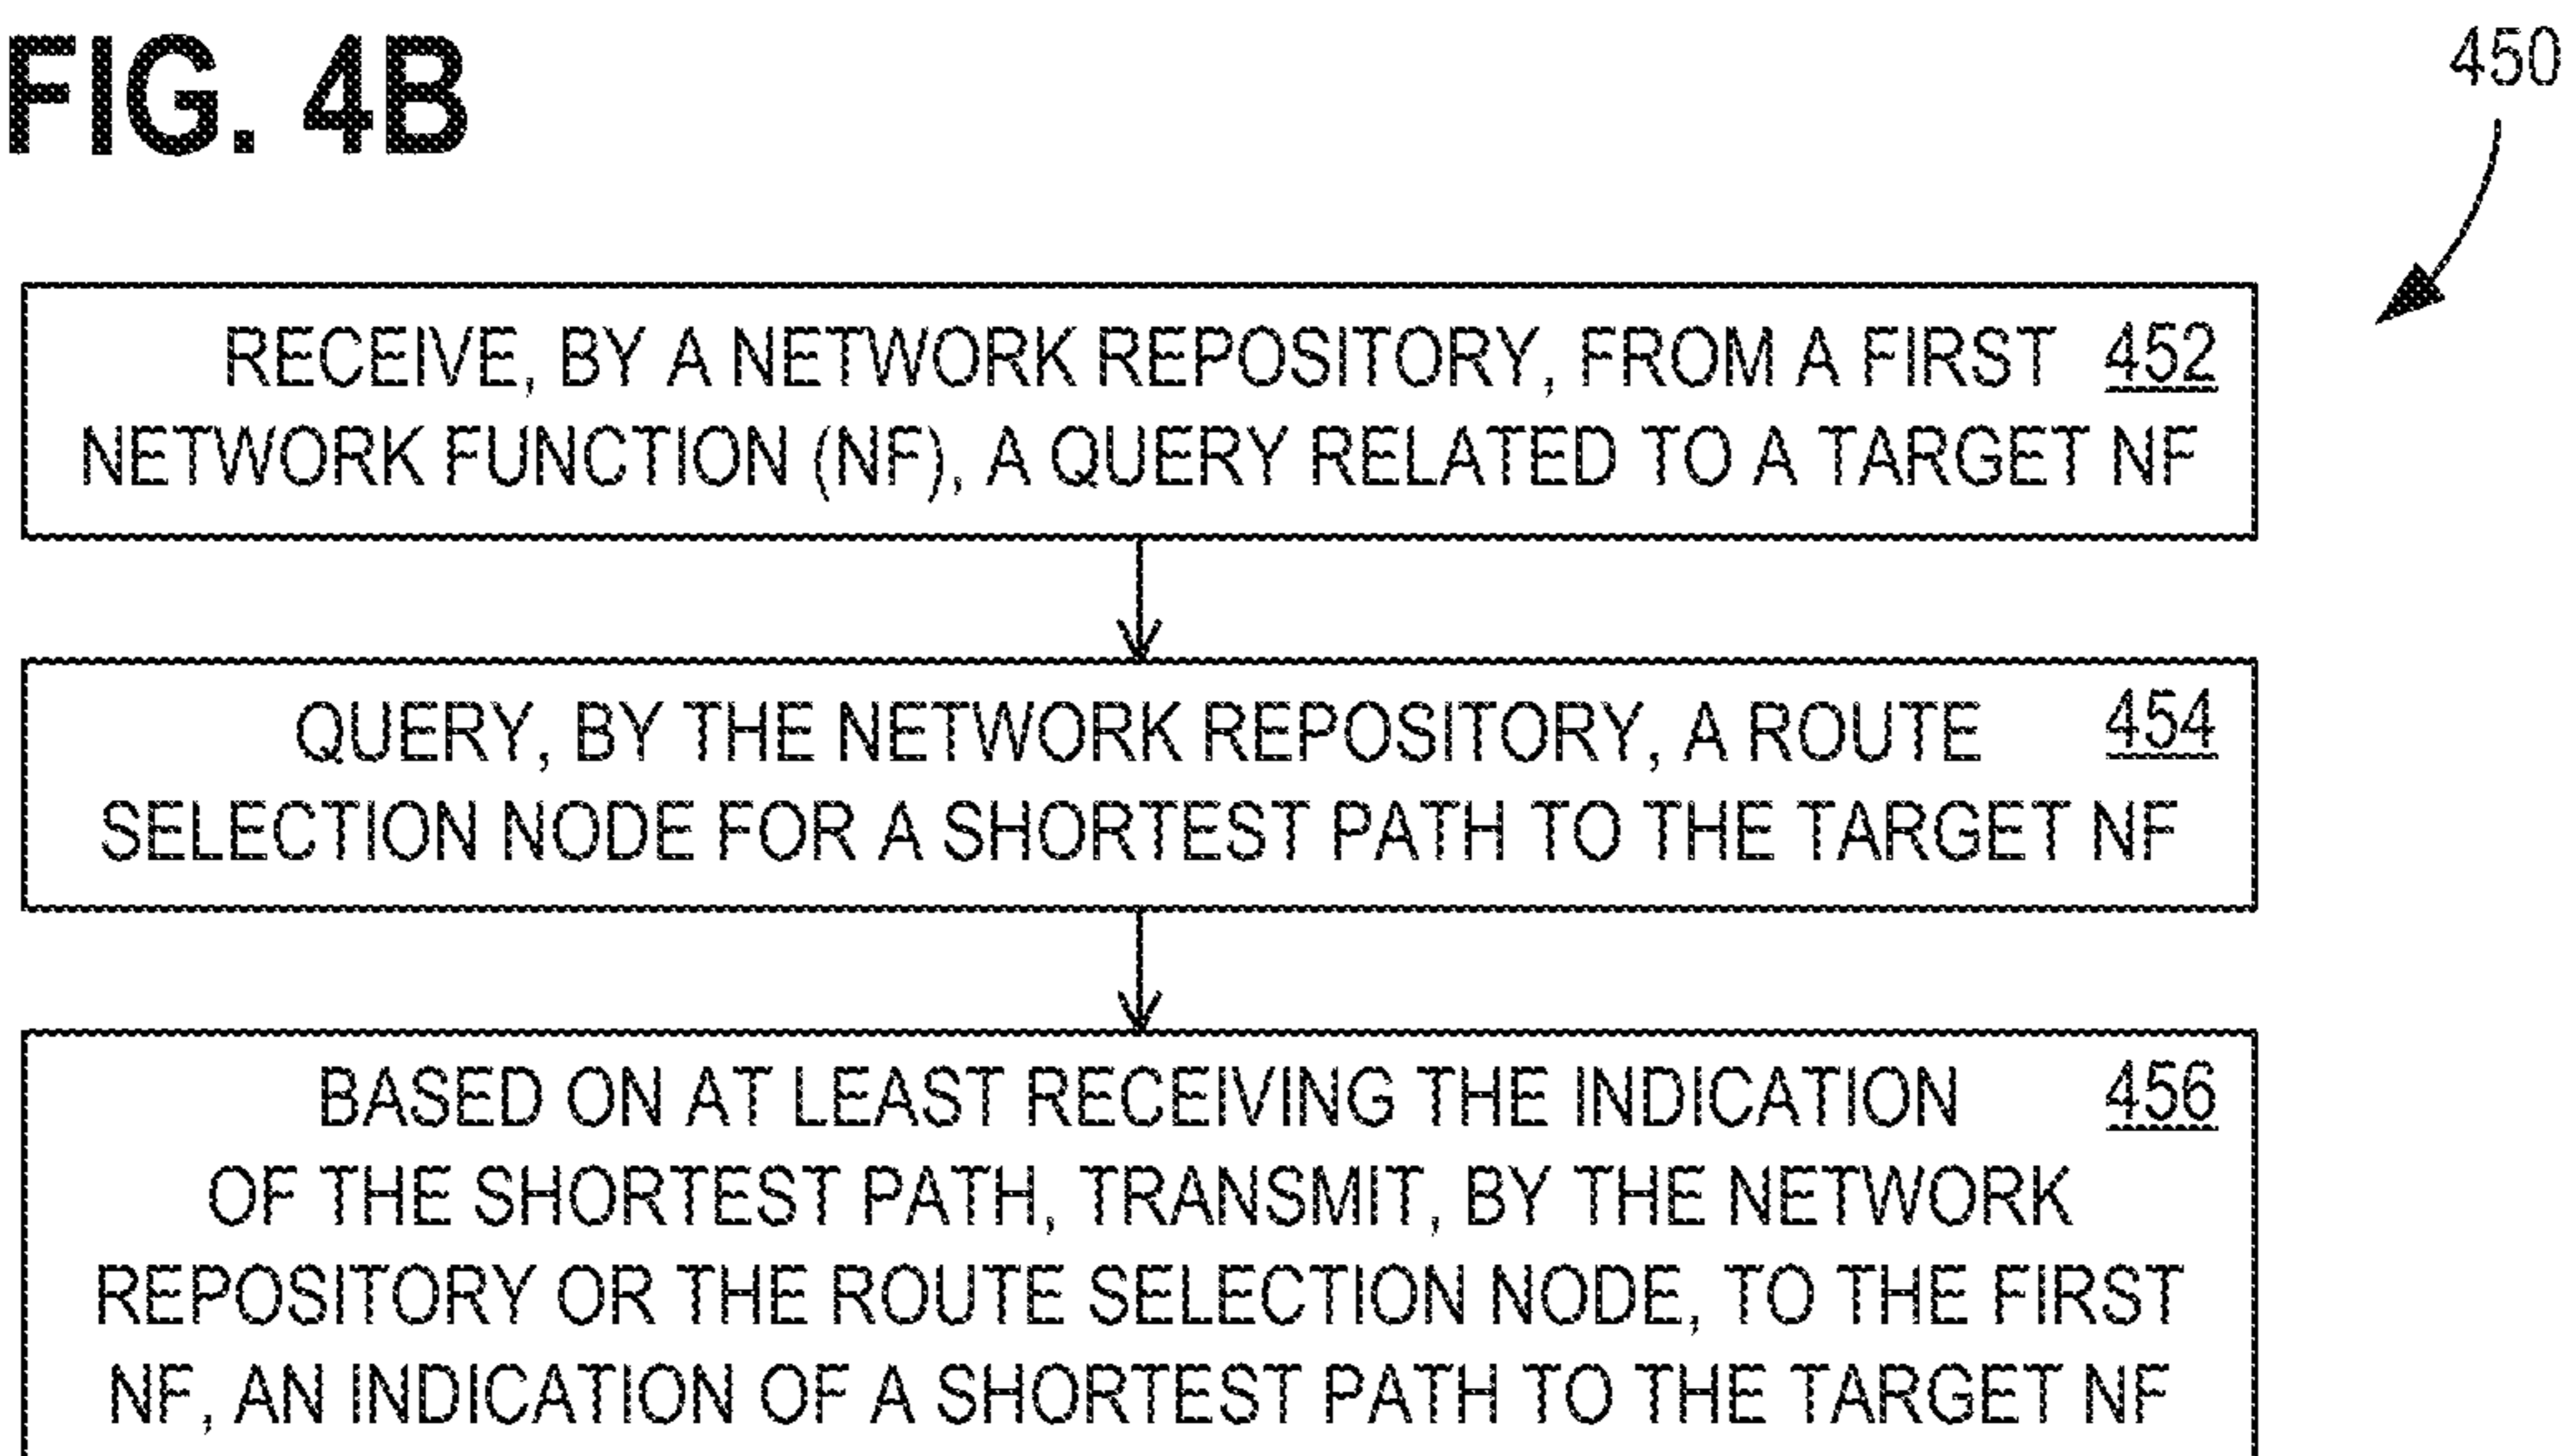 FIG. 4B
450
RECEIVE, BY A NETWORK REPOSITORY, FROM A FIRST 452
NETWORK FUNCTION (NF), A QUERY RELATED TO A TARGET NF
QUERY, BY THE NETWORK REPOSITORY, A ROUTE 454
SELECTION NODE FOR A SHORTEST PATH TO THE TARGET NF
BASED ON AT LEAST RECEIVING THE INDICATION 456
OF THE SHORTEST PATH, TRANSMIT, BY THE NETWORK
REPOSITORY OR THE ROUTE SELECTION NODE, TO THE FIRST
NF, AN INDICATION OF A SHORTEST PATH TO THE TARGET NF